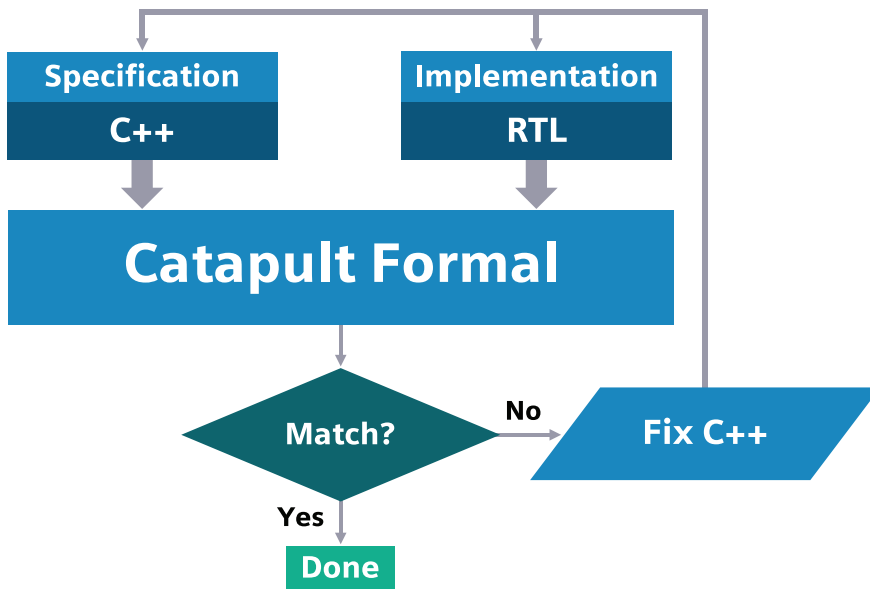 Specification
C++
Implementation
RTL
Catapult Formal
Match?
No
Fix C++
Yes
Done